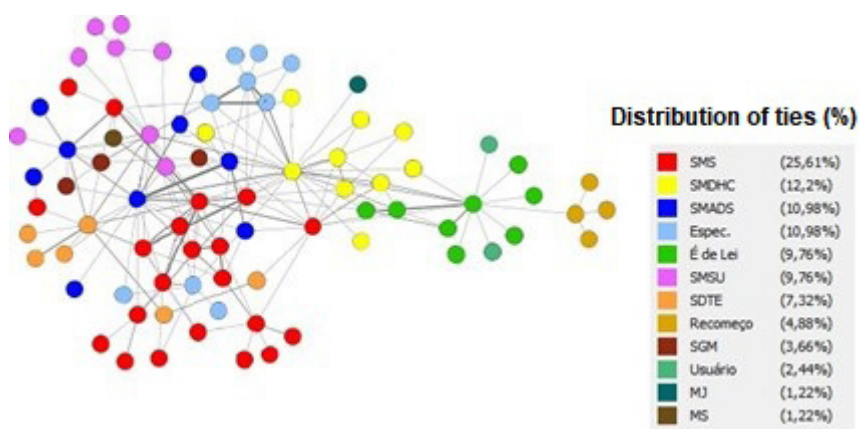 Distribution of ties (%)
SMS (25,61%)
SMDHC (12,2%)
SMADS (10,98%)
Espec. (10,98%)
É de Lei (9,76%)
SMSU (9,76%)
SDTE (7,32%)
Recomeço (4,88%)
SGM (3,66%)
Usuário (2,44%)
MJ (1,22%)
MS (1,22%)